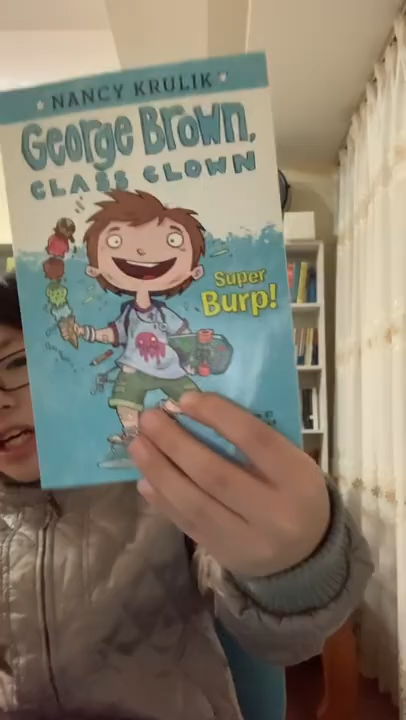 NANCY KRULIK
GEORGE BROWN,
CLASS CLOWN
Super
Burp!